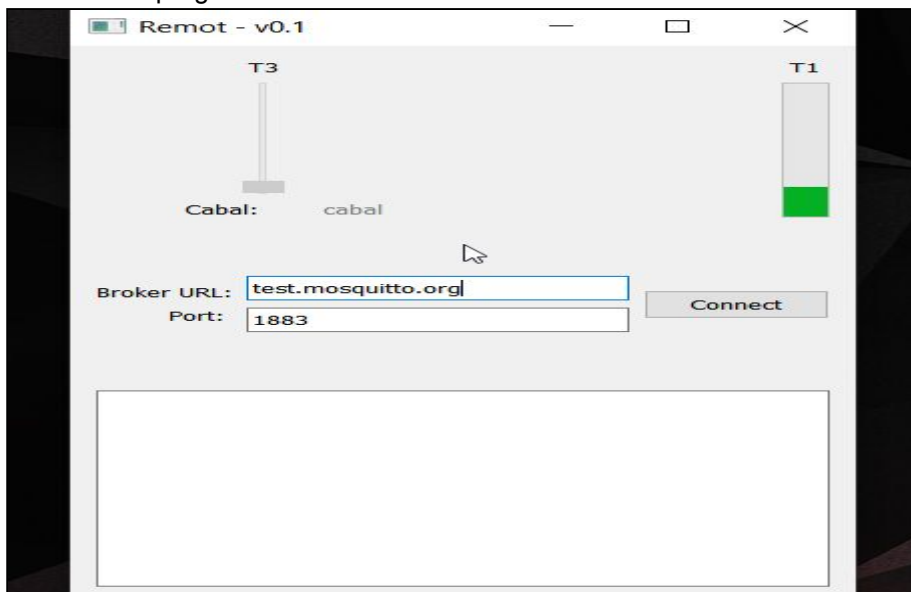 Remot - v0.1
T3 T1
Cabal: cabal
Broker URL: test.mosquitto.org
Connect
Port: 1883